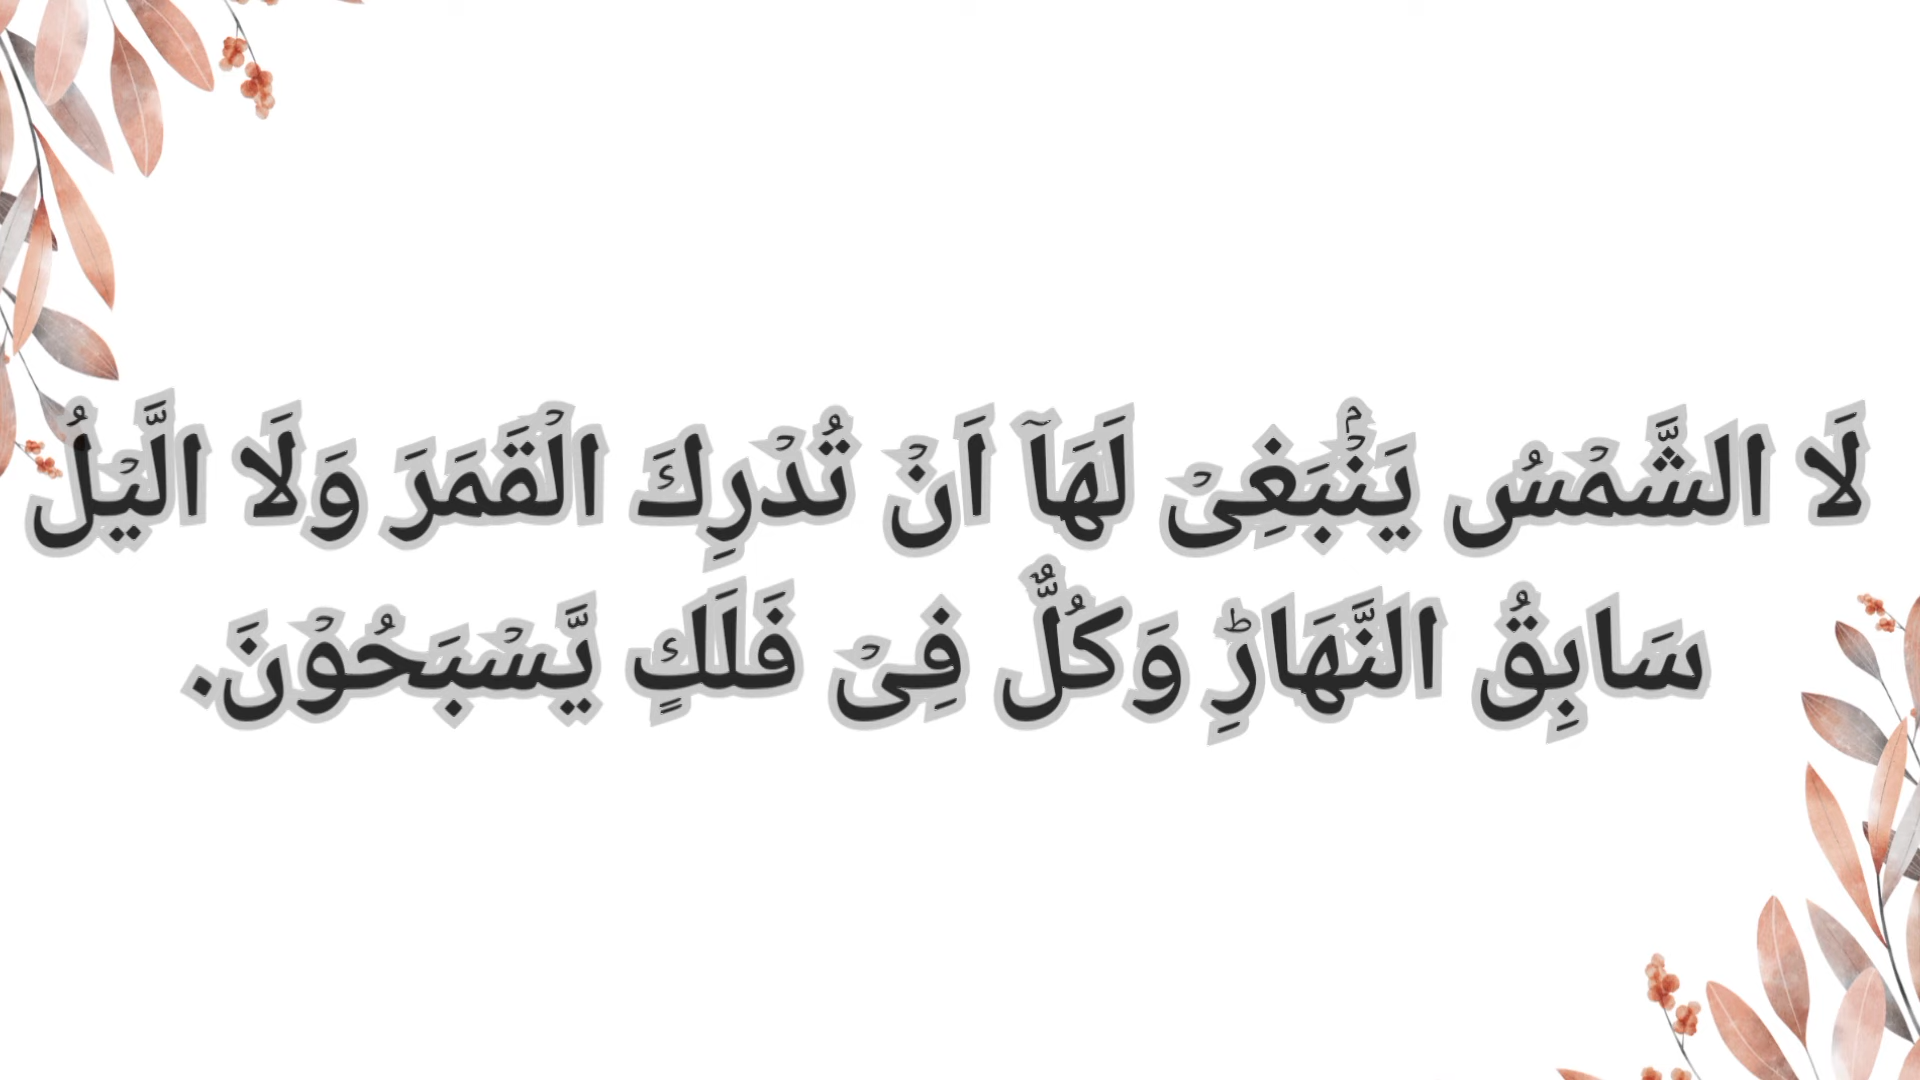 لَا الشَّمۡسُ يَنۡۢبَغِىۡ لَهَاۤ اَنۡ تُدۡرِكَ الۡقَمَرَ وَلَا الَّيۡلُ
سَابِقُ النَّهَارِ‌ؕ وَكُلٌّ فِىۡ فَلَكٍ يَّسۡبَحُوۡنَ.